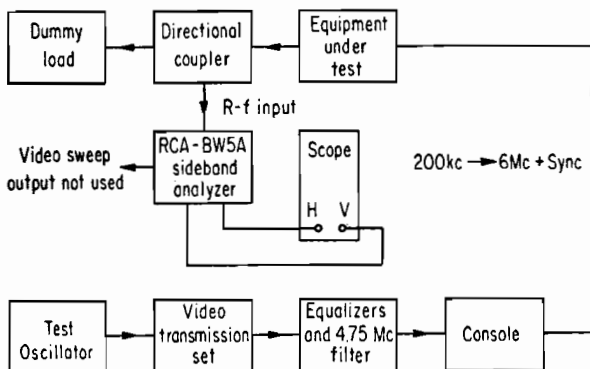 Dummy
load
Directional
coupler
Equipment
under
test
R-f input
Video sweep
output not used
RCA-BW5A
sideband
analyzer
Scope
H V
200kc → 6Mc + Sync
Test
Oscillator
Video
transmission
set
Equalizers
and 4.75 Mc
filter
Console